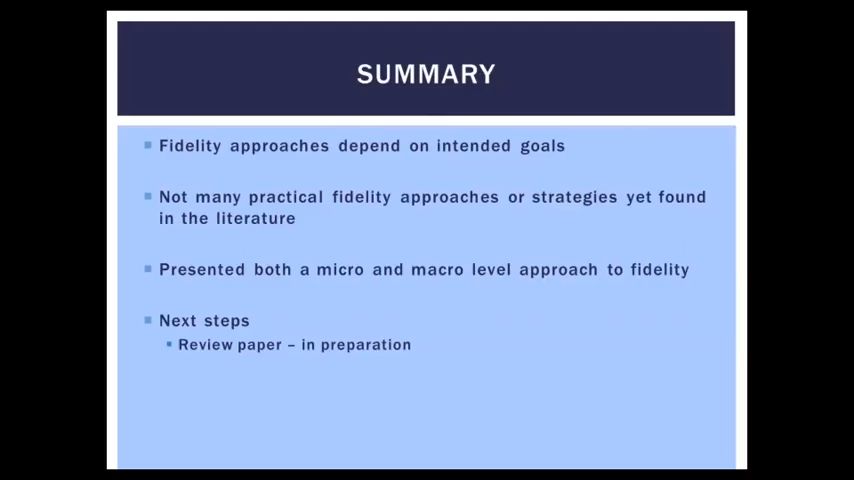 SUMMARY
Fidelity approaches depend on intended goals
Not many practical fidelity approaches or strategies yet found
in the literature
Presented both a micro and macro level approach to fidelity
Next steps
Review paper – in preparation